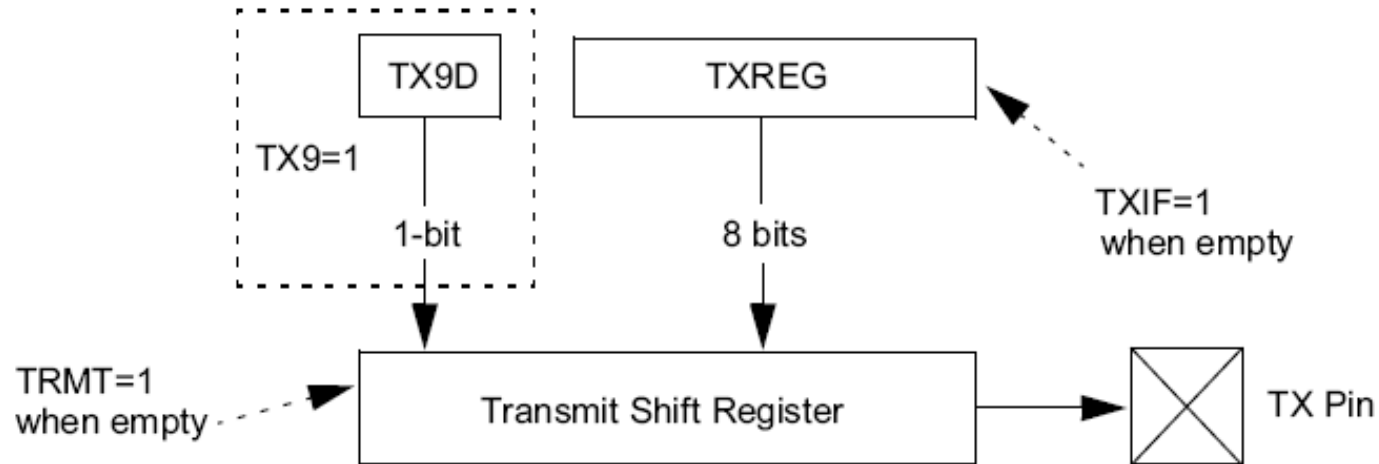 TX9D
TXREG
TX9=1
1-bit
8 bits
TXIF=1
when empty
TRMT=1
when empty
Transmit Shift Register
TX Pin